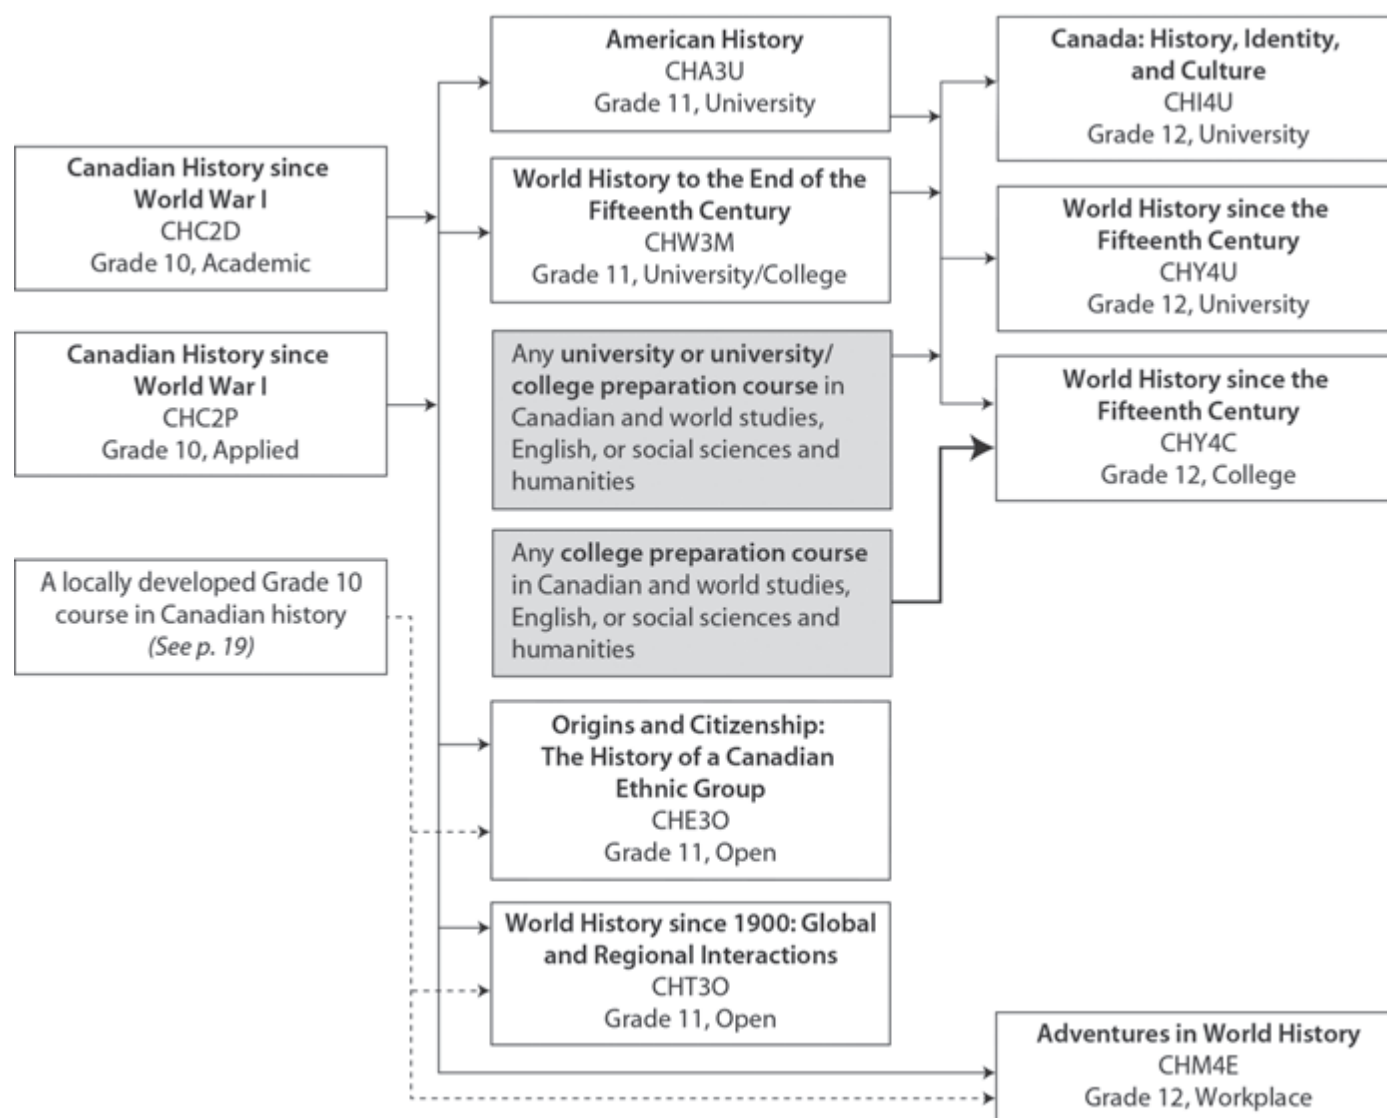 American History
CHA3U
Grade 11, University
Canada: History, Identity,
and Culture
CHI4U
Grade 12, University
Canadian History since
World War I
CHC2D
Grade 10, Academic
World History to the End of the
Fifteenth Century
CHW3M
Grade 11, University/College
World History since the
Fifteenth Century
CHY4U
Grade 12, University
Canadian History since
World War I
CHC2P
Grade 10, Applied
Any university or university/
college preparation course in
Canadian and world studies,
English, or social sciences and
humanities
World History since the
Fifteenth Century
CHY4C
Grade 12, College
A locally developed Grade 10
course in Canadian history
(See p. 19)
Any college preparation course
in Canadian and world studies,
English, or social sciences and
humanities
Origins and Citizenship:
The History of a Canadian
Ethnic Group
CHE3O
Grade 11, Open
World History since 1900: Global
and Regional Interactions
CHT3O
Grade 11, Open
Adventures in World History
CHM4E
Grade 12, Workplace